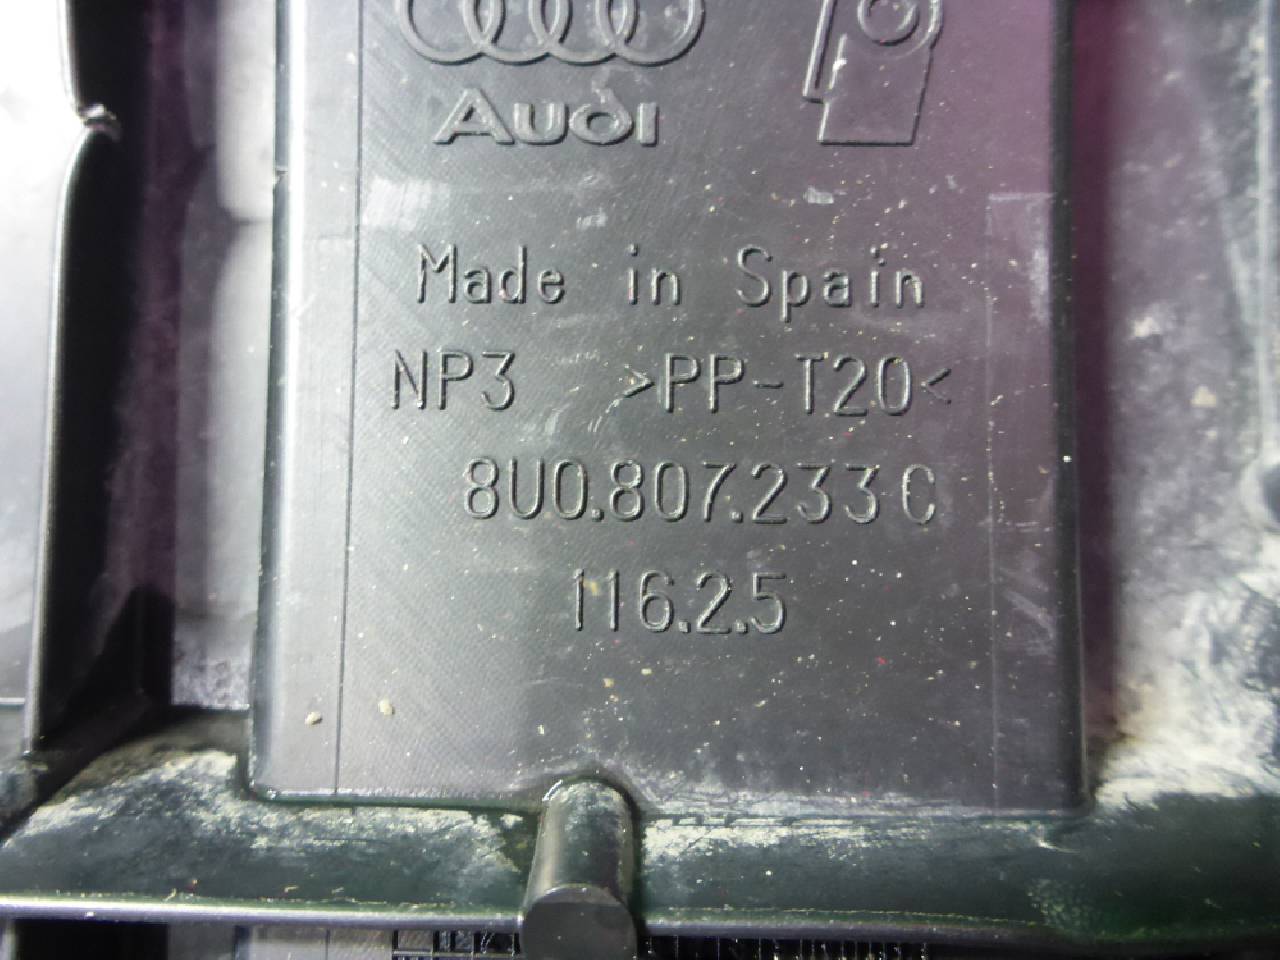 Audi
Made in Spain
NP3 >PP-T20<
8U0.807.233 C
116.2.5